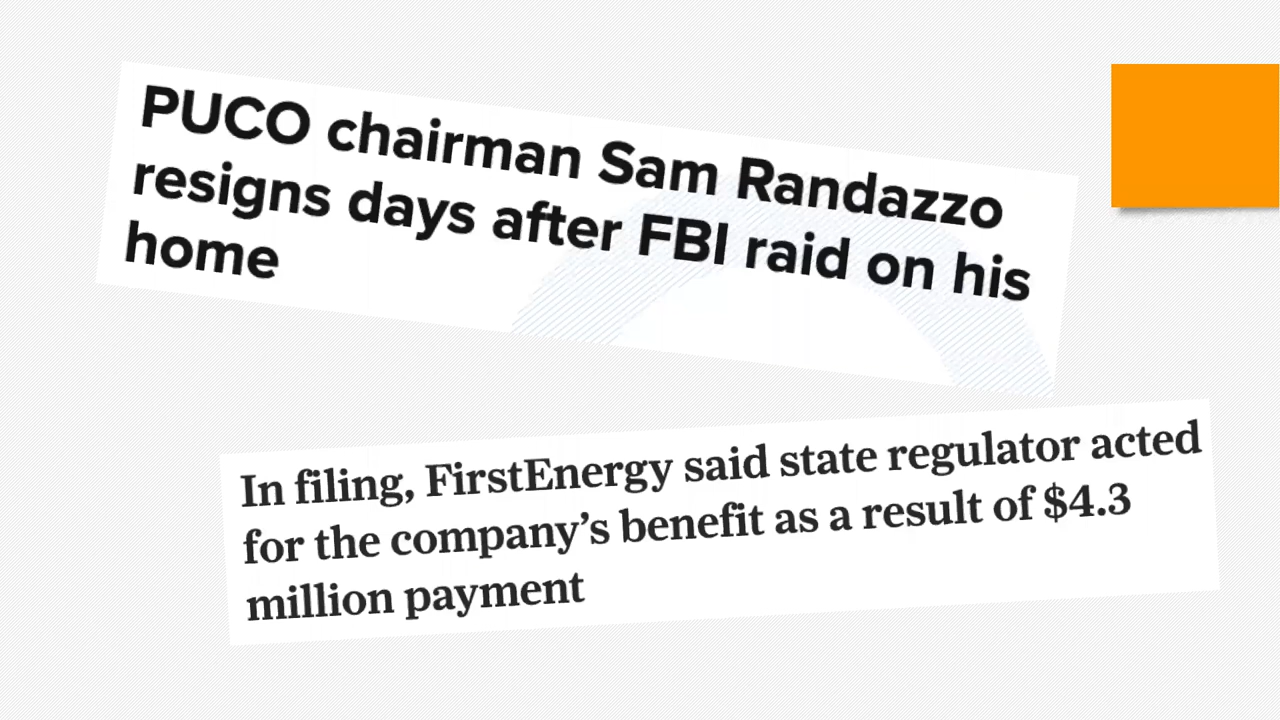 PUCO chairman Sam Randazzo
resigns days after FBI raid on his
home
In filing, FirstEnergy said state regulator acted
for the company’s benefit as a result of $4.3
million payment